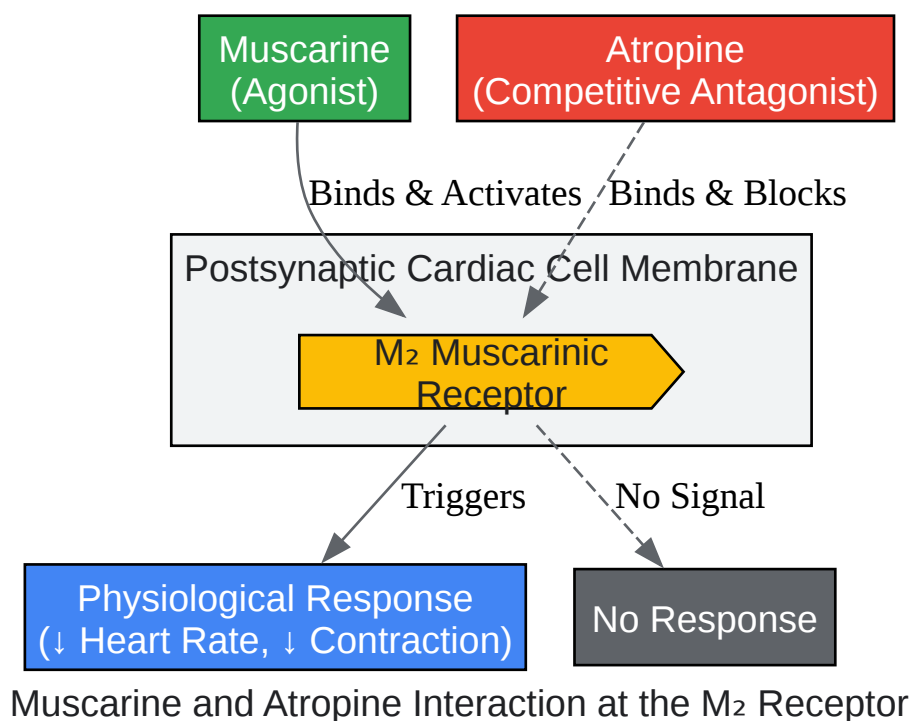 Muscarine
(Agonist)
Atropine
(Competitive Antagonist)
Binds & Activates
Binds & Blocks
Postsynaptic Cardiac Cell Membrane
M₂ Muscarinic
Receptor
Triggers
No Signal
Physiological Response
(↓ Heart Rate, ↓ Contraction)
No Response
Muscarine and Atropine Interaction at the M₂ Receptor